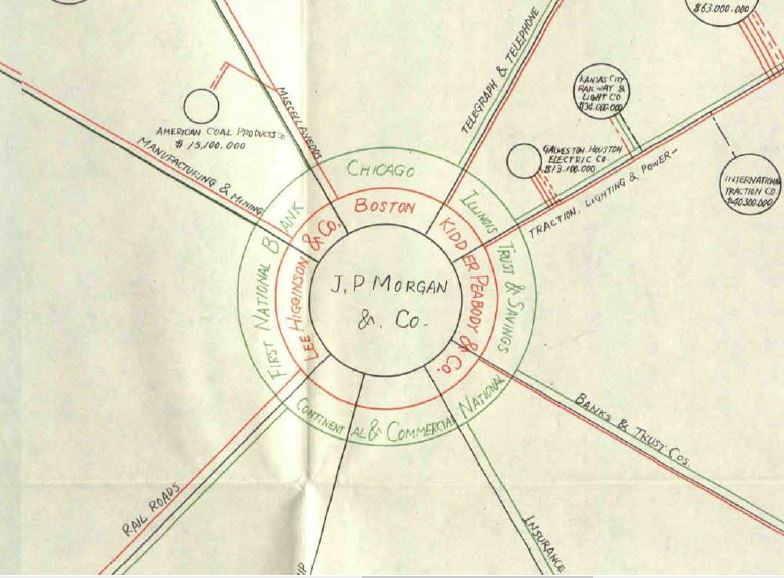 $63.000.000
KANSAS CITY
RAILWAY &
LIGHT CO
$34.000.000
TELEGRAPH & TELEPHONE
MISCELLANEOUS
AMERICAN COAL PRODUCTS
$15,100.000
MANUFACTURING & MINING
GALVESTON-HOUSTON
ELECTRIC CO.
$13.100.000
TRACTION, LIGHTING & POWER-
INTERNATIONAL
TRACTION CO
$40.300.000
CHICAGO
BOSTON
FIRST NATIONAL BANK
ILLINOIS TRUST & SAVINGS
LEE HIGGINSON & Co.
KIDDER PEABODY & Co.
J, P MORGAN
&. Co.
CONTINENTAL & COMMERCIAL NATIONAL
BANKS & TRUST COS.
RAIL ROADS
INSURANCE